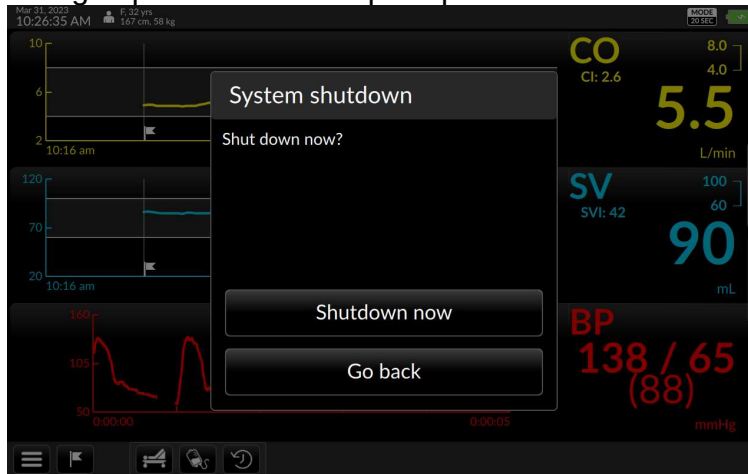 Mar 31, 2023
10:26:35 AM
F, 32 yrs
167 cm, 58 kg
MODE
20 SEC
10
6
2
10:16 am
CO
CI: 2.6
8.0
4.0
5.5
L/min
System shutdown
Shut down now?
Shutdown now
Go back
120
70
20
10:16 am
SV
SVI: 42
100
60
90
mL
160
105
50
0:00:00
0:00:05
BP
138 / 65
(88)
mmHg